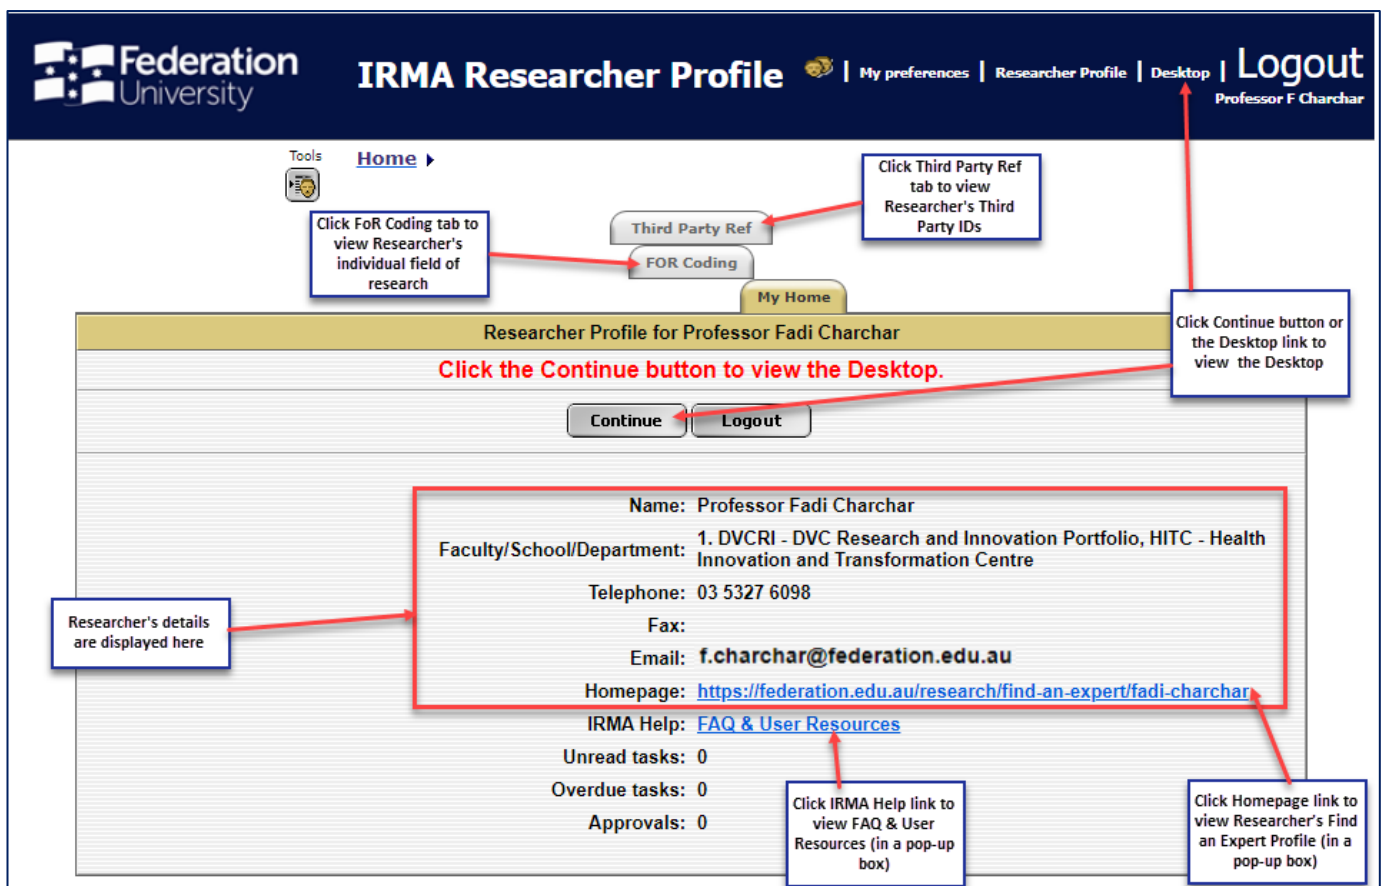 Federation
University
IRMA Researcher Profile | My preferences | Researcher Profile | Desktop | Logout
Professor F Charchar
Tools
Home
Click Third Party Ref
tab to view
Researcher's Third
Party IDs
Click FoR Coding tab to
view Researcher's
individual field of
research
Third Party Ref
FOR Coding
My Home
Click Continue button or
the Desktop link to
view the Desktop
Researcher Profile for Professor Fadi Charchar
Click the Continue button to view the Desktop.
Continue
Logout
Name: Professor Fadi Charchar
Faculty/School/Department: 1. DVCRI - DVC Research and Innovation Portfolio, HITC - Health
Innovation and Transformation Centre
Telephone: 03 5327 6098
Fax:
Email: f.charchar@federation.edu.au
Homepage: https://federation.edu.au/research/find-an-expert/fadi-charchar
IRMA Help: FAQ & User Resources
Unread tasks: 0
Overdue tasks: 0
Approvals: 0
Researcher's details
are displayed here
Click IRMA Help link to
view FAQ & User
Resources (in a pop-up
box)
Click Homepage link to
view Researcher's Find
an Expert Profile (in a
pop-up box)